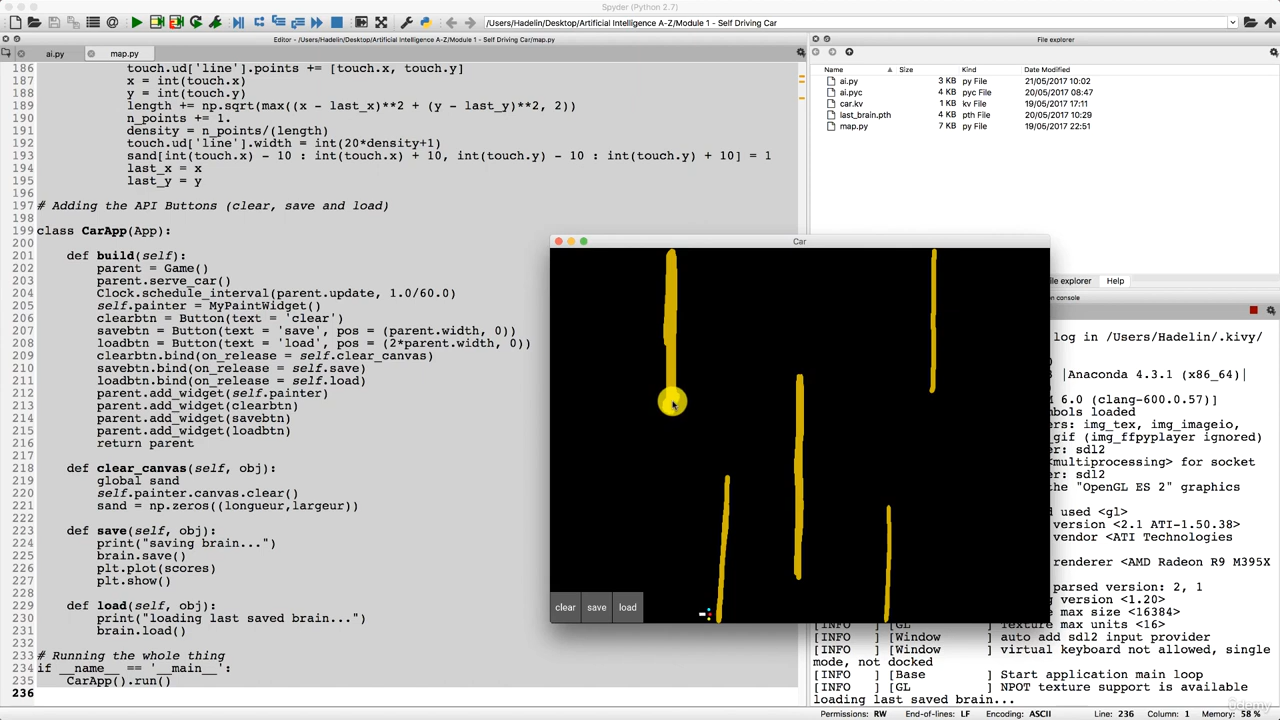 Spyder (Python 2.7)
/Users/Hadelin/Desktop/Artificial Intelligence A-Z/Module 1 - Self Driving Car
Editor - /Users/Hadelin/Desktop/Artificial Intelligence A-Z/Module 1 - Self Driving Car/map.py
ai.py map.py
186 touch.ud['line'].points += [touch.x, touch.y]
187 x = int(touch.x)
188 y = int(touch.y)
189 length += np.sqrt(max((x - last_x)**2 + (y - last_y)**2, 2))
190 n_points += 1.
191 density = n_points/(length)
192 touch.ud['line'].width = int(20*density+1)
193 sand[int(touch.x) - 10 : int(touch.x) + 10, int(touch.y) - 10 : int(touch.y) + 10] = 1
194 last_x = x
195 last_y = y
196
197 # Adding the API Buttons (clear, save and load)
198
199 class CarApp(App):
200
201 def build(self):
202 parent = Game()
203 parent.serve_car()
204 Clock.schedule_interval(parent.update, 1.0/60.0)
205 self.painter = MyPaintWidget()
206 clearbtn = Button(text = 'clear')
207 savebtn = Button(text = 'save', pos = (parent.width, 0))
208 loadbtn = Button(text = 'load', pos = (2*parent.width, 0))
209 clearbtn.bind(on_release = self.clear_canvas)
210 savebtn.bind(on_release = self.save)
211 loadbtn.bind(on_release = self.load)
212 parent.add_widget(self.painter)
213 parent.add_widget(clearbtn)
214 parent.add_widget(savebtn)
215 parent.add_widget(loadbtn)
216 return parent
217
218 def clear_canvas(self, obj):
219 global sand
220 self.painter.canvas.clear()
221 sand = np.zeros((longueur,largeur))
222
223 def save(self, obj):
224 print("saving brain...")
225 brain.save()
226 plt.plot(scores)
227 plt.show()
228
229 def load(self, obj):
230 print("loading last saved brain...")
231 brain.load()
232
233 # Running the whole thing
234 if __name__ == '__main__':
235 CarApp().run()
236
File explorer
Name Size Kind Date Modified
ai.py 3 KB py File 21/05/2017 10:02
ai.pyc 4 KB pyc File 20/05/2017 08:47
car.kv 1 KB kv File 19/05/2017 17:11
last_brain.pth 4 KB pth File 20/05/2017 10:29
map.py 7 KB py File 19/05/2017 22:51
Car
clear save load
ile explorer Help
n console
log in /Users/Hadelin/.kivy/
|Anaconda 4.3.1 (x86_64)|
M 6.0 (clang-600.0.57)]
mbols loaded
ers: img_tex, img_imageio,
_gif (img_ffpyplayer ignored)
er: sdl2
<multiprocessing> for socket
er: sdl2
the "OpenGL ES 2" graphics
d used <gl>
version <2.1 ATI-1.50.38>
vendor <ATI Technologies
renderer <AMD Radeon R9 M395X
parsed version: 2, 1
ng version <1.20>
re max size <16384>
[INFO ] [GL ] Texture max units <16>
[INFO ] [Window ] auto add sdl2 input provider
[INFO ] [Window ] virtual keyboard not allowed, single
mode, not docked
[INFO ] [Base ] Start application main loop
[INFO ] [GL ] NPOT texture support is available
loading last saved brain...
Permissions: RW End-of-lines: LF Encoding: ASCII Line: 236 Column: 1 Memory: 58 %
ûdemy